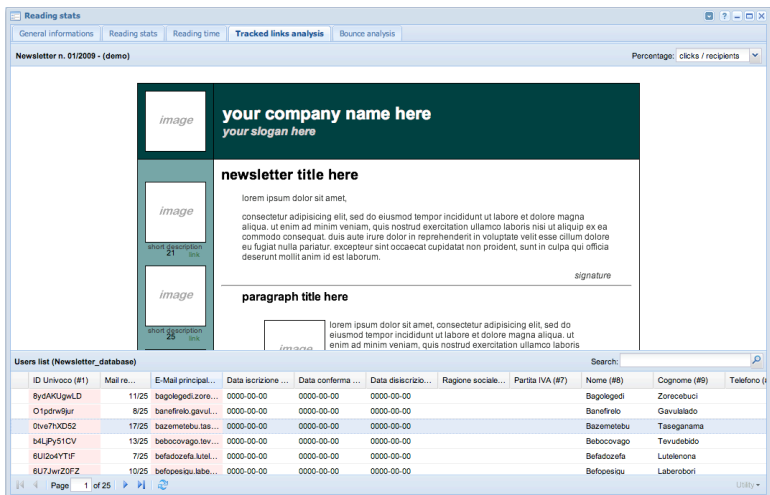 Reading stats
General informations Reading stats Reading time Tracked links analysis Bounce analysis
Newsletter n. 01/2009 - (demo) Percentage: clicks / recipients
image
your company name here
your slogan here
newsletter title here
lorem ipsum dolor sit amet,
image
consectetur adipisicing elit, sed do eiusmod tempor incididunt ut labore et dolore magna
aliqua. ut enim ad minim veniam, quis nostrud exercitation ullamco laboris nisi ut aliquip ex ea
commodo consequat. duis aute irure dolor in reprehenderit in voluptate velit esse cillum dolore
eu fugiat nulla pariatur. excepteur sint occaecat cupidatat non proident, sunt in culpa qui officia
deserunt mollit anim id est laborum.
short description
21 link
signature
image
paragraph title here
short description
25 link
lorem ipsum dolor sit amet, consectetur adipisicing elit, sed do
eiusmod tempor incididunt ut labore et dolore magna aliqua. ut
enim ad minim veniam, quis nostrud exercitation ullamco laboris
image
Users list (Newsletter_database) Search:
ID Univoco (#1) Mail re... E-Mail principal... Data iscrizione ... Data conferma ... Data disiscrizio... Ragione sociale... Partita IVA (#7) Nome (#8) Cognome (#9) Telefono (
8ydAKUgwLD 11/25 bagolegedi.zore... 0000-00-00 0000-00-00 0000-00-00 Bagolegedi Zorecebuci
O1pdrw9jur 8/25 banefirelo.gavul... 0000-00-00 0000-00-00 0000-00-00 Banefirelo Gavulalado
0tve7hXD52 17/25 bazemetebu.tas... 0000-00-00 0000-00-00 0000-00-00 Bazemetebu Taseganama
b4LjPy51CV 13/25 bebocovago.tev... 0000-00-00 0000-00-00 0000-00-00 Bebocovago Tevudebido
6UI2o4YTtF 7/25 befadozefa.lutel... 0000-00-00 0000-00-00 0000-00-00 Befadozefa Lutelenona
6U7JwrZ0FZ 10/25 befopesigu.labe... 0000-00-00 0000-00-00 0000-00-00 Befopesigu Laberobori
Page 1 of 25 Utility